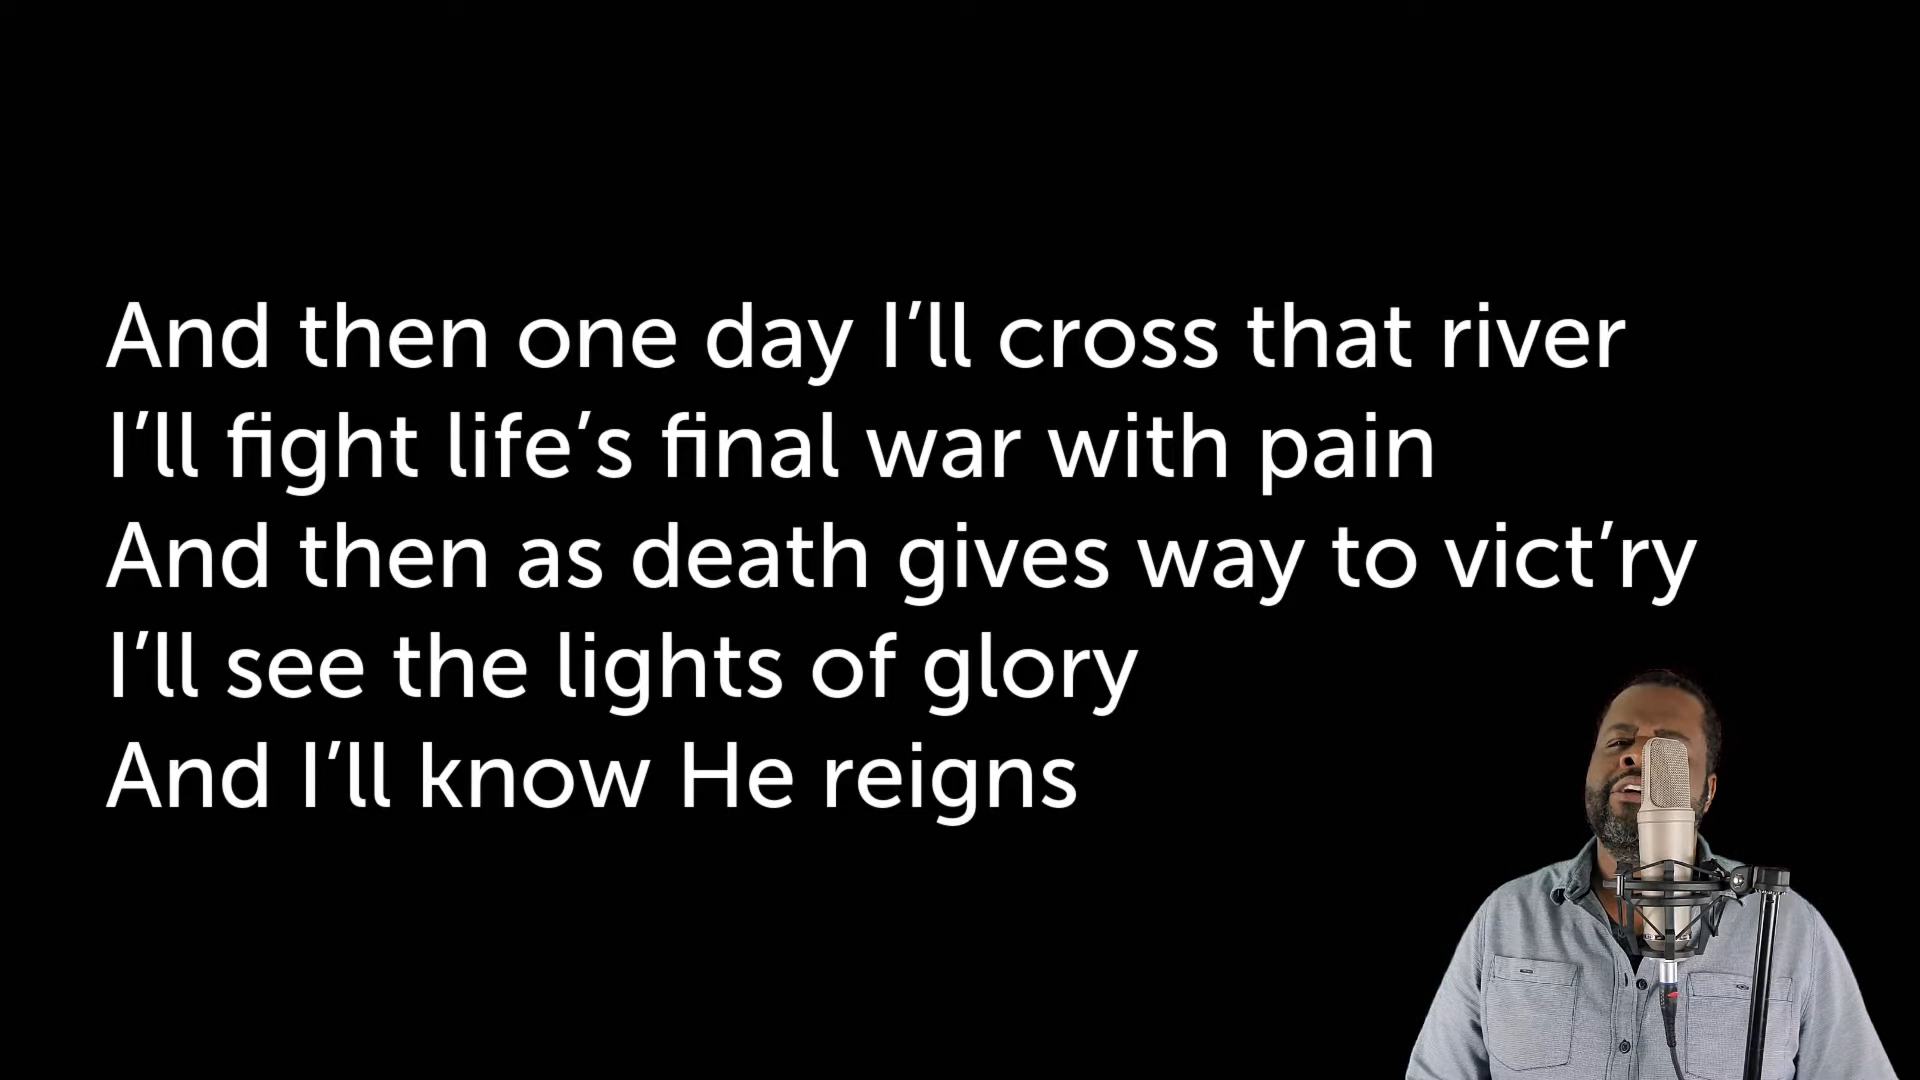 And then one day I’ll cross that river
I’ll fight life’s final war with pain
And then as death gives way to vict’ry
I’ll see the lights of glory
And I’ll know He reigns